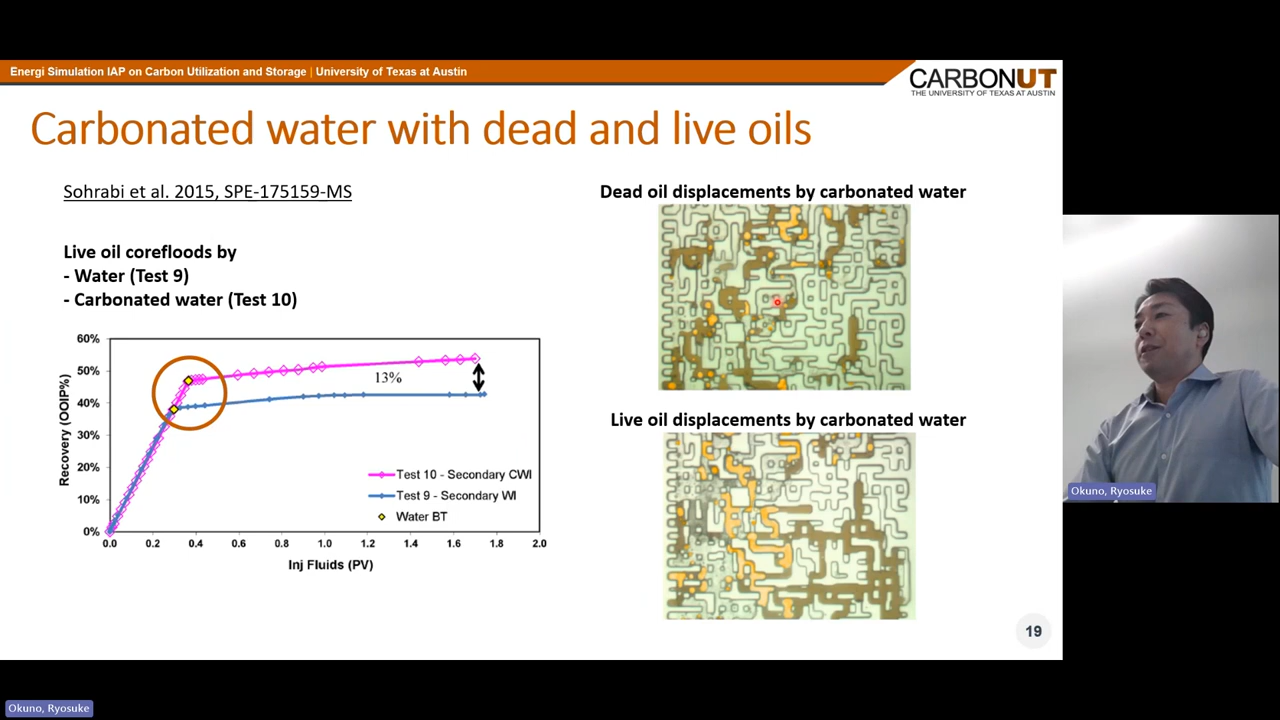 Energi Simulation IAP on Carbon Utilization and Storage | University of Texas at Austin
CARBONUT
THE UNIVERSITY OF TEXAS AT AUSTIN
Carbonated water with dead and live oils
Sohrabi et al. 2015, SPE-175159-MS
Live oil corefloods by
- Water (Test 9)
- Carbonated water (Test 10)
Recovery (OOIP%)
60%
50%
40%
30%
20%
10%
0%
13%
Test 10 - Secondary CWI
Test 9 - Secondary WI
Water BT
0.0 0.2 0.4 0.6 0.8 1.0 1.2 1.4 1.6 1.8 2.0
Inj Fluids (PV)
Dead oil displacements by carbonated water
Live oil displacements by carbonated water
19
Okuno, Ryosuke
Okuno, Ryosuke